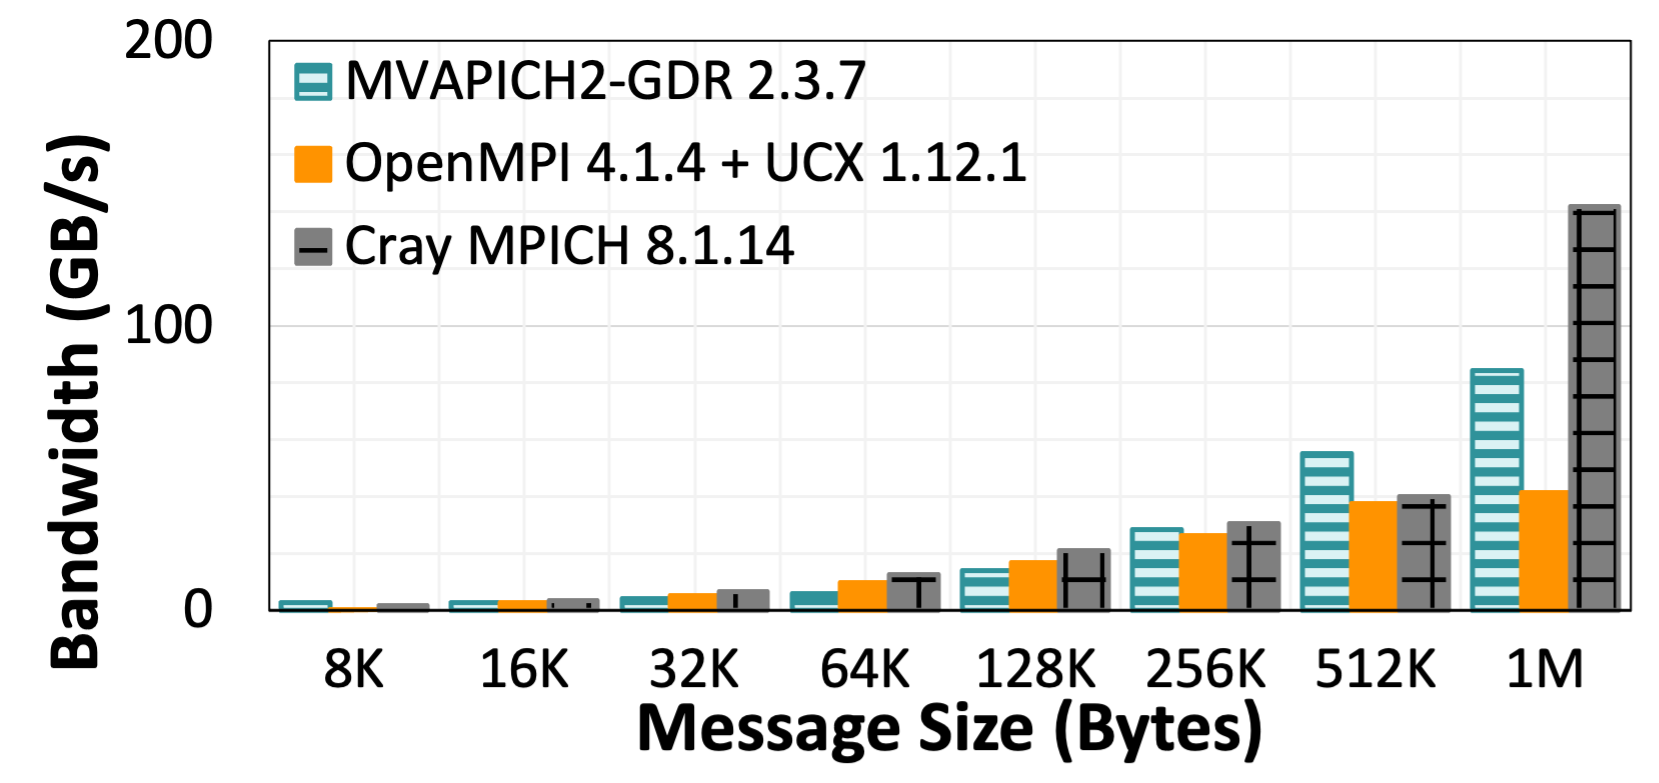 200
100
0
Bandwidth (GB/s)
MVAPICH2-GDR 2.3.7
OpenMPI 4.1.4 + UCX 1.12.1
Cray MPICH 8.1.14
8K 16K 32K 64K 128K 256K 512K 1M
Message Size (Bytes)